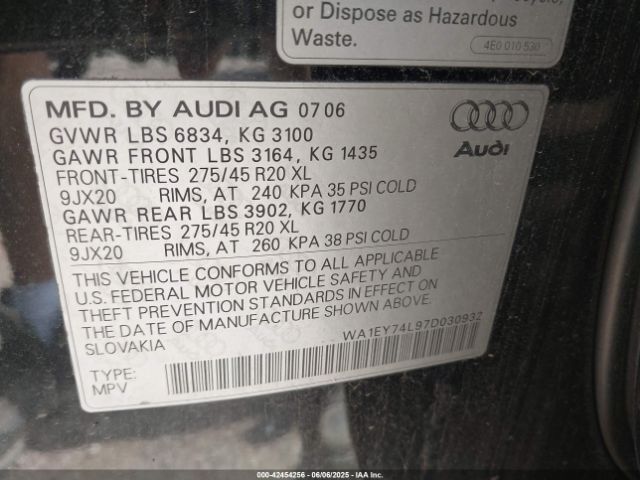 or Dispose as Hazardous
Waste.
4E0 010 530
MFD. BY AUDI AG 07 06
GVWR LBS 6834, KG 3100
GAWR FRONT LBS 3164, KG 1435
FRONT-TIRES 275/45 R20 XL
9JX20 RIMS, AT 240 KPA 35 PSI COLD
GAWR REAR LBS 3902, KG 1770
REAR-TIRES 275/45 R20 XL
9JX20 RIMS, AT 260 KPA 38 PSI COLD
Audi
THIS VEHICLE CONFORMS TO ALL APPLICABLE
U.S. FEDERAL MOTOR VEHICLE SAFETY AND
THEFT PREVENTION STANDARDS IN EFFECT ON
THE DATE OF MANUFACTURE SHOWN ABOVE.
SLOVAKIA
WA1EY74L97D030932
TYPE:
MPV
000-42454256 - 06/06/2025 - IAA Inc.